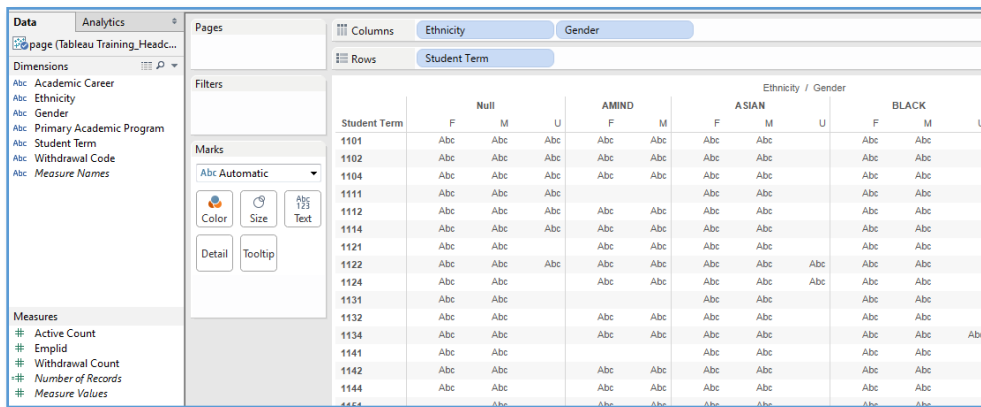 Data Analytics
page (Tableau Training_Headc...
Dimensions
Abc Academic Career
Abc Ethnicity
Abc Gender
Abc Primary Academic Program
Abc Student Term
Abc Withdrawal Code
Abc Measure Names
Measures
# Active Count
# Emplid
# Withdrawal Count
=# Number of Records
# Measure Values
Pages
Filters
Marks
Abc Automatic
Color Size Abc 123 Text
Detail Tooltip
Columns Ethnicity Gender
Rows Student Term
Ethnicity / Gender
Null AMIND ASIAN BLACK
Student Term F M U F M F M U F M U
1101 Abc Abc Abc Abc Abc Abc Abc Abc Abc
1102 Abc Abc Abc Abc Abc Abc Abc Abc Abc
1104 Abc Abc Abc Abc Abc Abc Abc Abc Abc
1111 Abc Abc Abc Abc Abc Abc Abc
1112 Abc Abc Abc Abc Abc Abc Abc Abc Abc
1114 Abc Abc Abc Abc Abc Abc Abc Abc Abc
1121 Abc Abc Abc Abc Abc Abc Abc Abc
1122 Abc Abc Abc Abc Abc Abc Abc Abc Abc Abc
1124 Abc Abc Abc Abc Abc Abc Abc Abc Abc
1131 Abc Abc Abc Abc Abc Abc
1132 Abc Abc Abc Abc Abc Abc Abc Abc
1134 Abc Abc Abc Abc Abc Abc Abc Abc Ab
1141 Abc Abc Abc Abc Abc Abc
1142 Abc Abc Abc Abc Abc Abc Abc Abc
1144 Abc Abc Abc Abc Abc Abc Abc Abc
1151 Abc Abc Abc Abc Abc Abc Abc